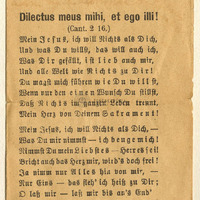 Dilectus meus mihi, et ego illi!
(Cant. 2 16.)
Mein Jesus, ich will Nichts als Dich,
Und was Du willst, das will auch ich,
Was Dir gefällt, ist lieb auch mir,
Und alle Welt wie Nichts zu Dir!
Du magst mich führen wie Du willst,
Wenn nur den einen Wunsch Du stillst,
Daß Nichts im ganzen Leben trennt,
Mein Herz von Deinem Sakrament!
Mein Jesus, ich will Nichts als Dich, —
Was Du mir nimmst — ich bengemich!
Nimmst Du mein Liebstes — Herr es sei!
Bricht auch das Herz mir, wird's doch frei!
Ja nimm nur Alles hin von mir, —
Nur Eins — das fleh' ich heiß zu Dir;
O laß mir — laß mir bis an's End'